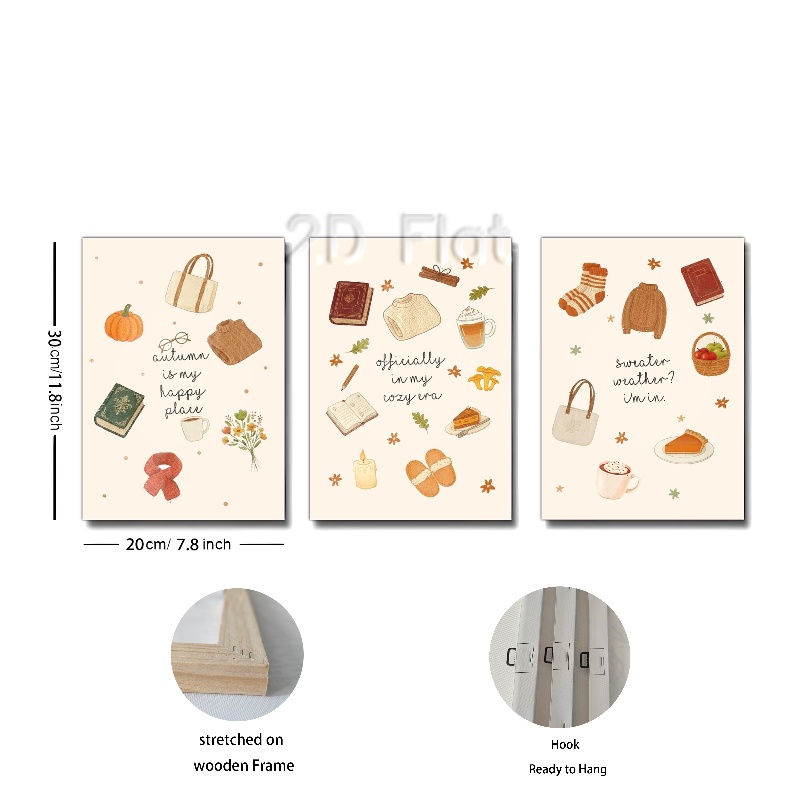 2D Flat
30cm/11.8inch
autumn
is my
happy
place
officially
in my
cozy era
sweater
weather?
i'm in.
20cm/ 7.8 inch
stretched on
wooden Frame
Hook
Ready to Hang